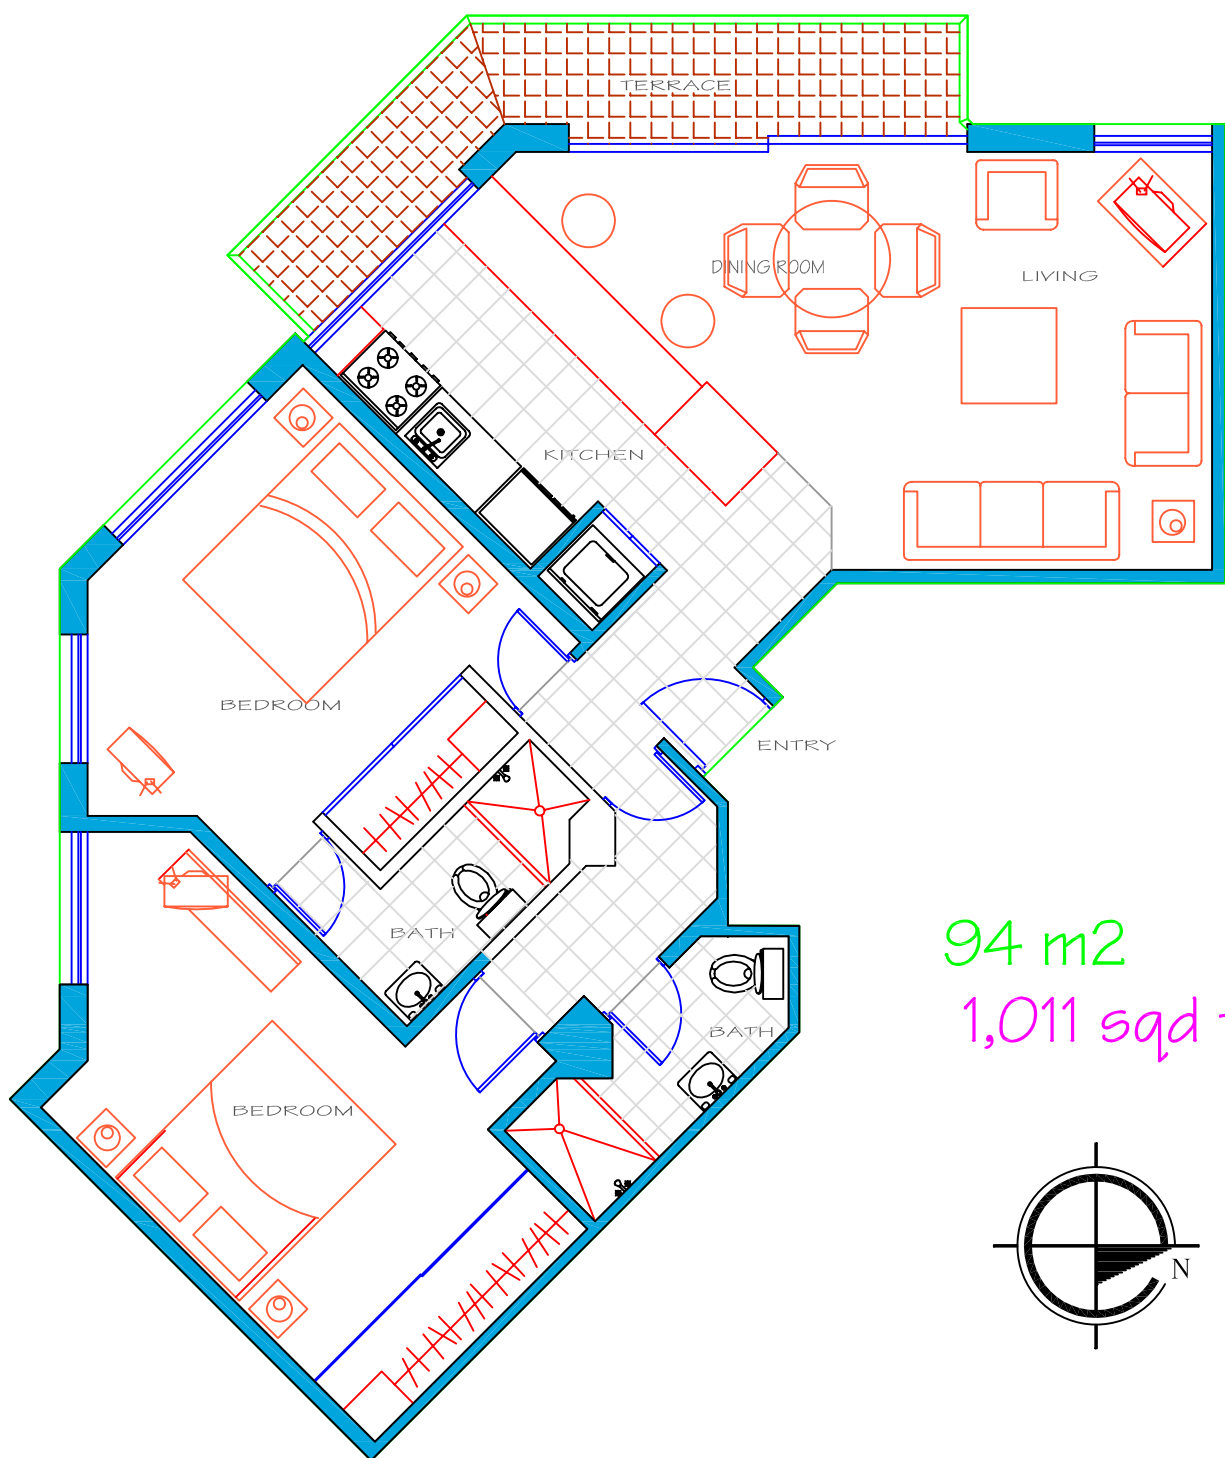 TERRACE
DINING ROOM
LIVING
KITCHEN
BEDROOM
ENTRY
BATH
94 m2
1,011 sqd
BATH
BEDROOM
N